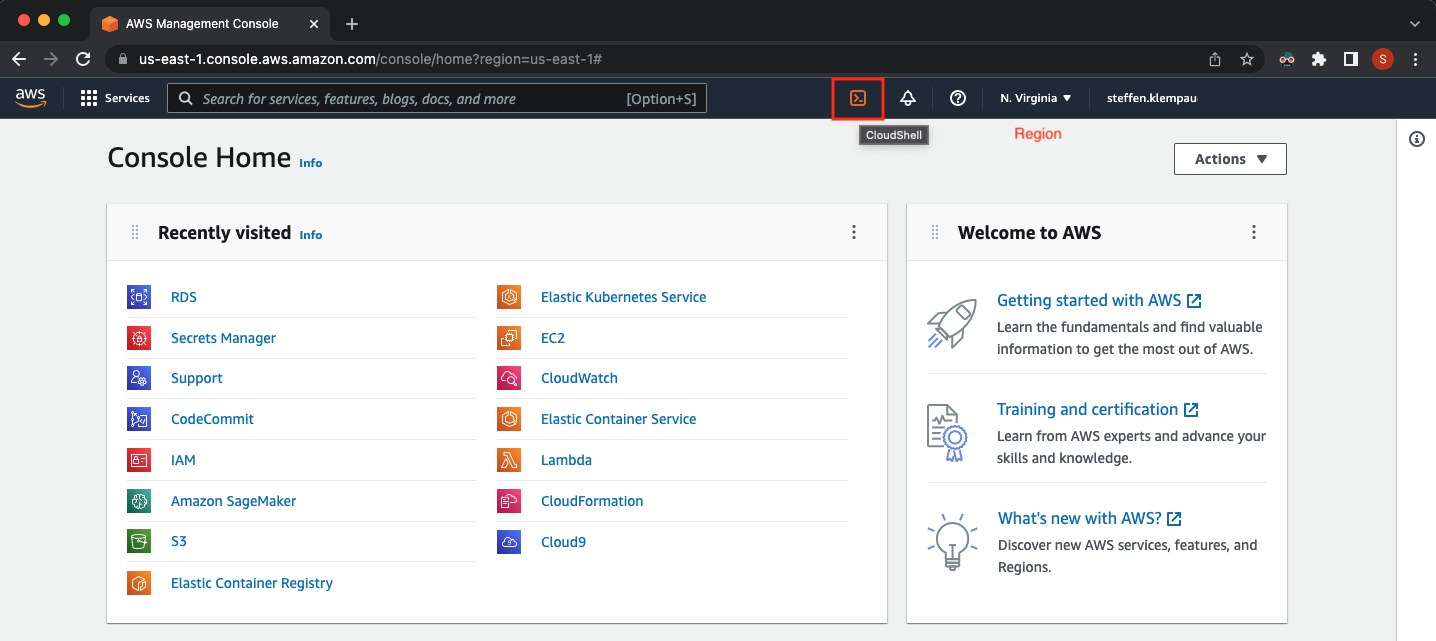 AWS Management Console
us-east-1.console.aws.amazon.com/console/home?region=us-east-1#
S
aws
Services
Search for services, features, blogs, docs, and more
[Option+S]
N. Virginia
steffen.klempau
CloudShell
Region
Console Home Info
Actions
Recently visited Info
RDS
Secrets Manager
Support
CodeCommit
IAM
Amazon SageMaker
S3
Elastic Container Registry
Elastic Kubernetes Service
EC2
CloudWatch
Elastic Container Service
Lambda
CloudFormation
Cloud9
Welcome to AWS
Getting started with AWS
Learn the fundamentals and find valuable
information to get the most out of AWS.
Training and certification
Learn from AWS experts and advance your
skills and knowledge.
What's new with AWS?
Discover new AWS services, features, and
Regions.